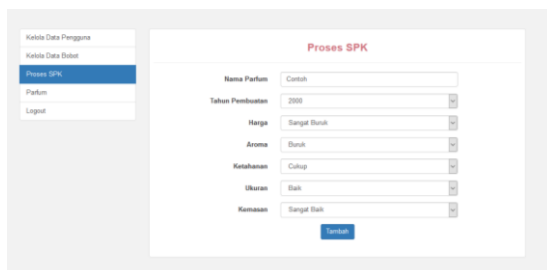 Kelola Data Pengguna
Kelola Data Bobot
Proses SPK
Parfum
Logout
Proses SPK
Nama Parfum Contoh
Tahun Pembuatan 2000
Harga Sangat Buruk
Aroma Buruk
Ketahanan Cukup
Ukuran Baik
Kemasan Sangat Baik
Tambah